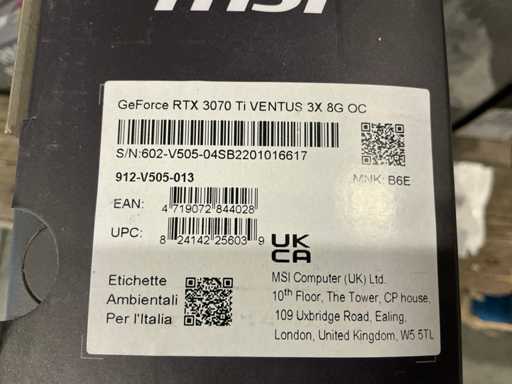 msi
GeForce RTX 3070 Ti VENTUS 3X 8G OC
S/N:602-V505-04SB2201016617
912-V505-013
MNK: B6E
EAN:
4 719072 844028
UPC:
8 24142 25603 9
UK
CA
Etichette
Ambientali
Per l'Italia
MSI Computer (UK) Ltd.
10th Floor, The Tower, CP house,
109 Uxbridge Road, Ealing,
London, United Kingdom, W5 5TL